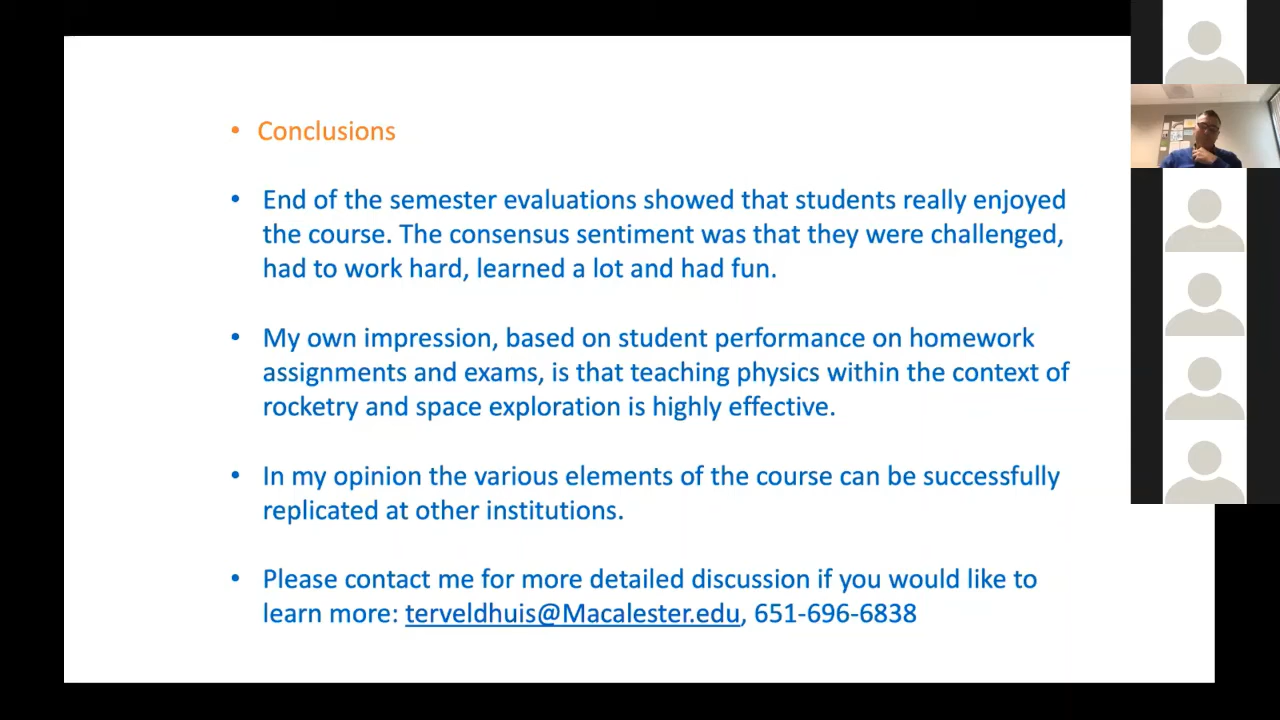 • Conclusions
• End of the semester evaluations showed that students really enjoyed
the course. The consensus sentiment was that they were challenged,
had to work hard, learned a lot and had fun.
• My own impression, based on student performance on homework
assignments and exams, is that teaching physics within the context of
rocketry and space exploration is highly effective.
• In my opinion the various elements of the course can be successfully
replicated at other institutions.
• Please contact me for more detailed discussion if you would like to
learn more: terveldhuis@Macalester.edu, 651-696-6838